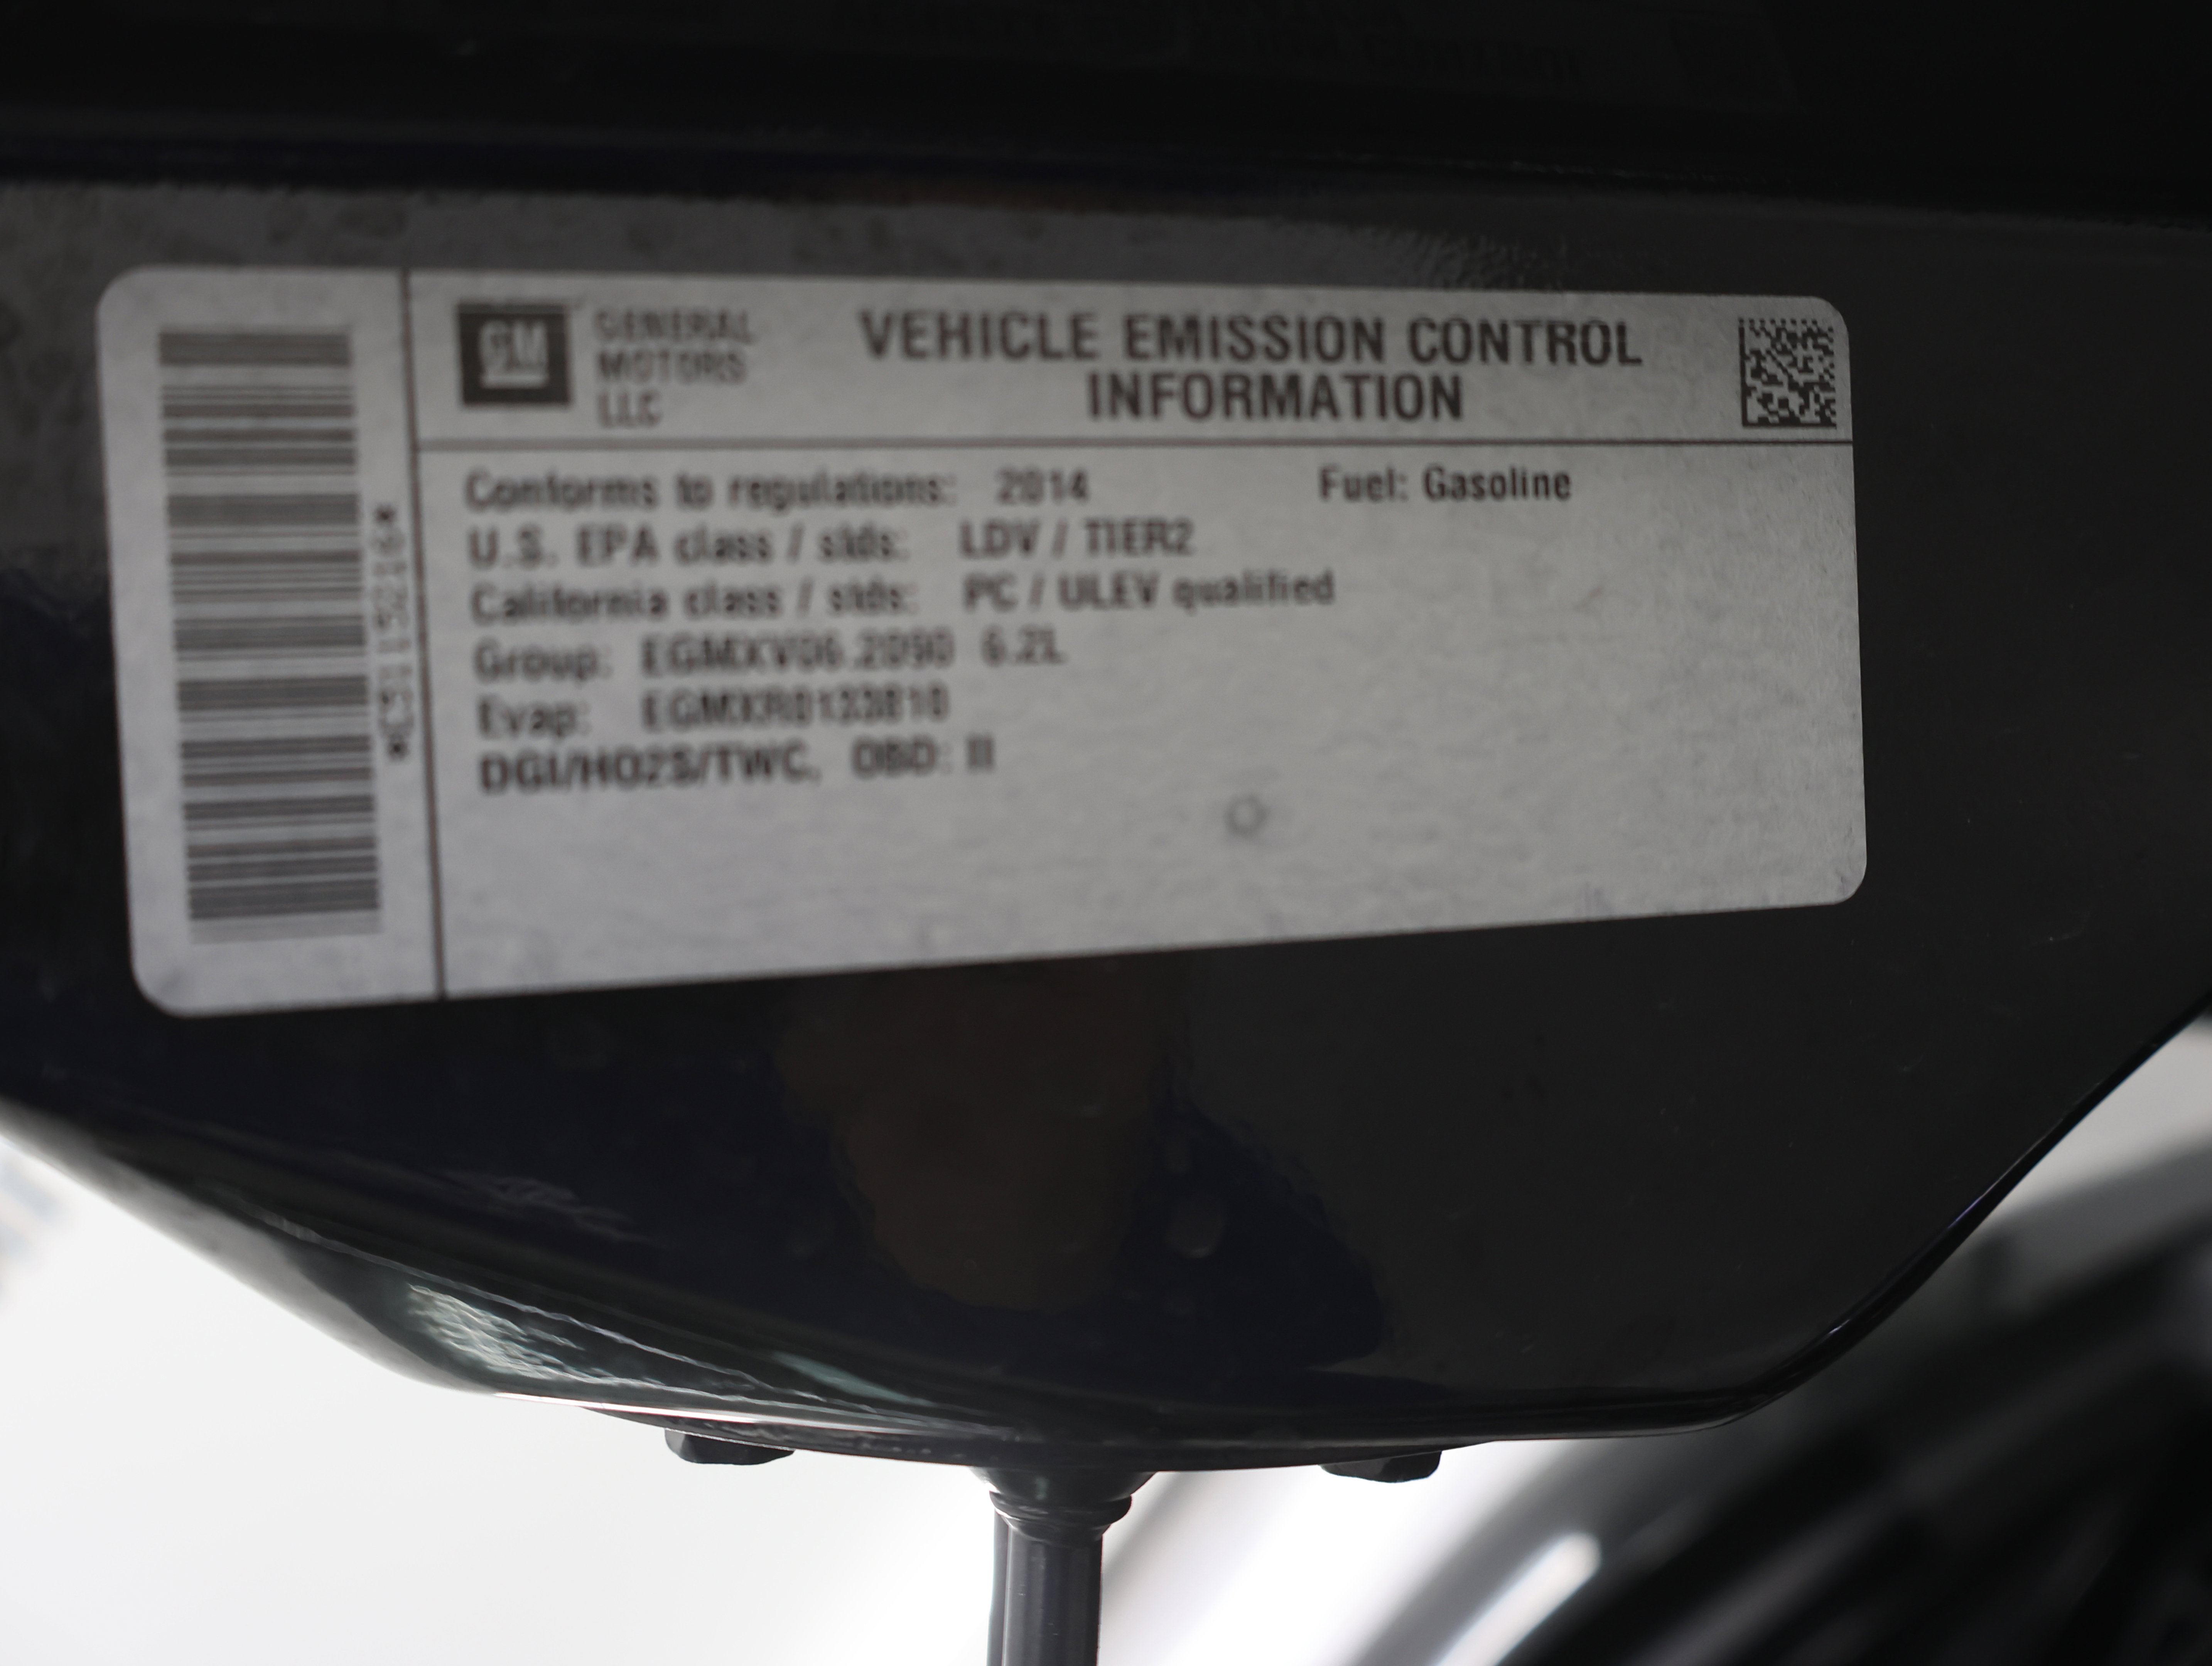 GM
GENERAL
MOTORS
LLC
VEHICLE EMISSION CONTROL
INFORMATION
Conforms to regulations: 2014 Fuel: Gasoline
U.S. EPA class / stds: LDV / TIER2
California class / stds: PC / ULEV qualified
Group: EGMXV06.2090 6.2L
Evap: EGMXR0133810
DGI/HO2S/TWC, OBD: II